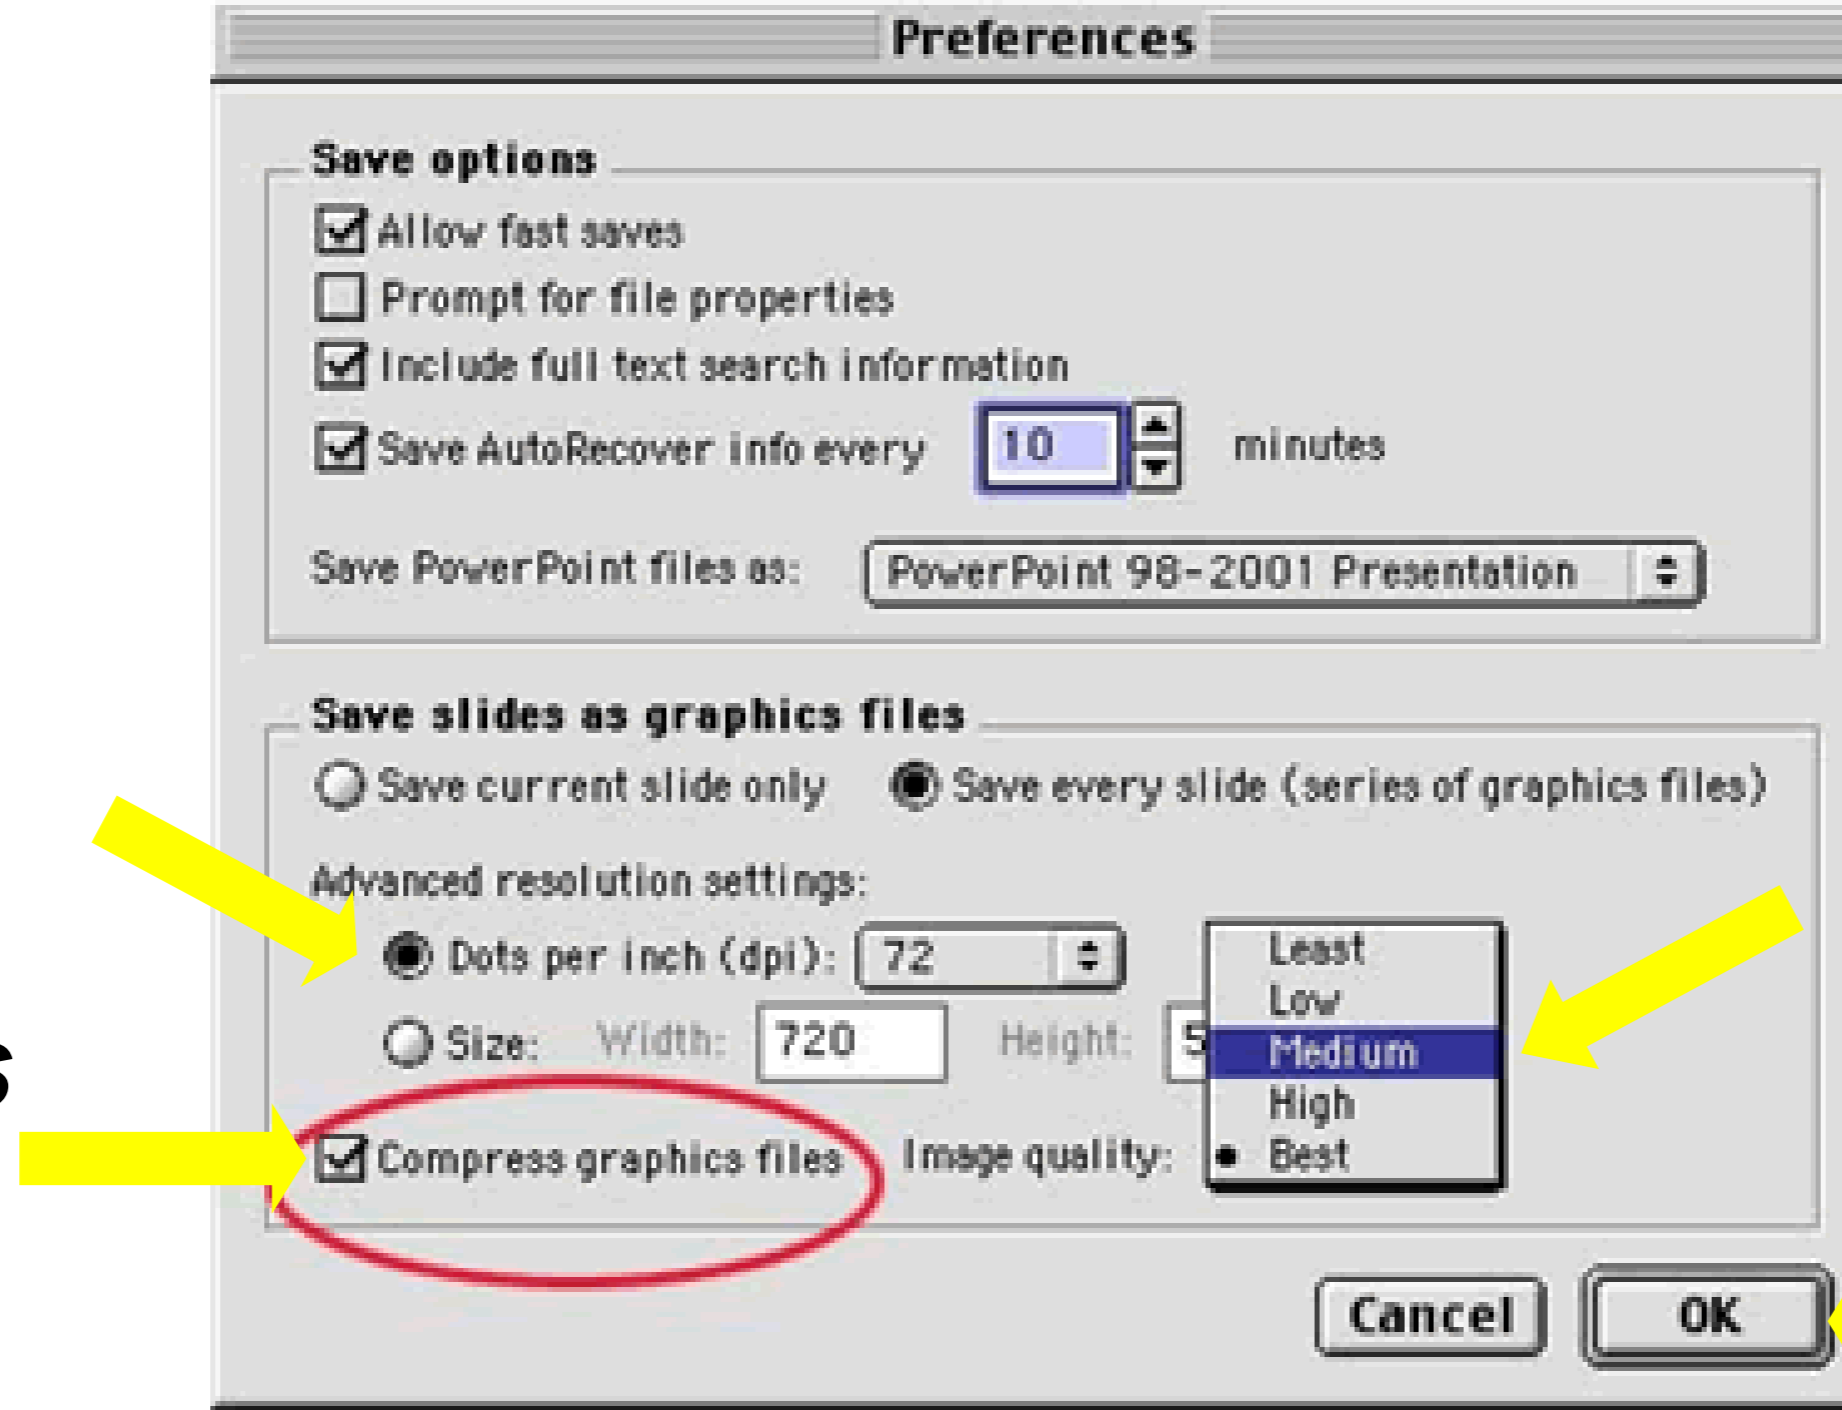 Preferences
Save options
Allow fast saves
Prompt for file properties
Include full text search information
Save AutoRecover info every 10 minutes
Save PowerPoint files as: PowerPoint 98-2001 Presentation
Save slides as graphics files
Save current slide only Save every slide (series of graphics files)
Advanced resolution settings:
Dots per inch (dpi): 72
Size: Width: 720 Height: 5
Least
Low
Medium
High
Best
s
Compress graphics files Image quality:
Cancel OK